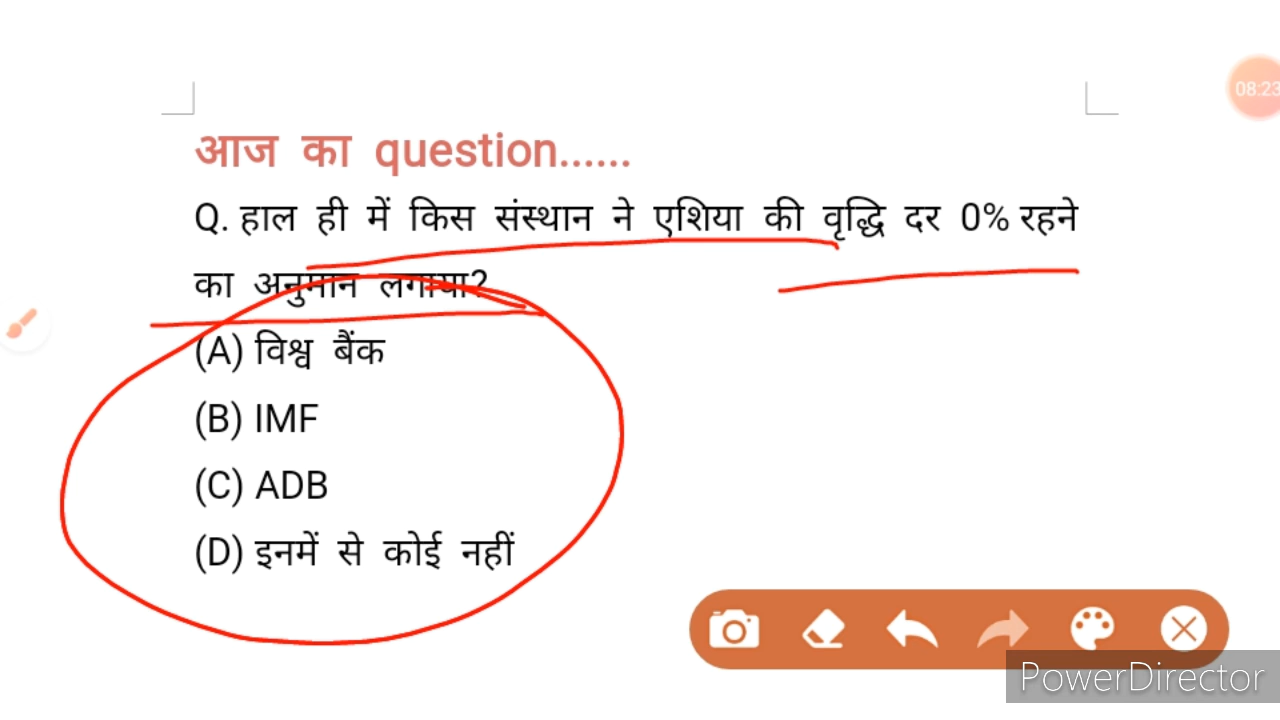 08:23
आज का question......
Q. हाल ही में किस संस्थान ने एशिया की वृद्धि दर 0% रहने
का अनुमान लगाया?
(A) विश्व बैंक
(B) IMF
(C) ADB
(D) इनमें से कोई नहीं
PowerDirector